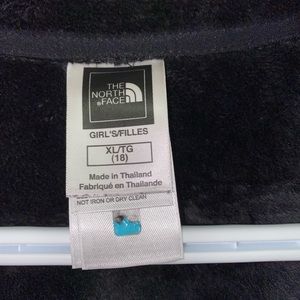 THE
NORTH
FACE
GIRL'S/FILLES
XL/TG
(18)
Made in Thailand
Fabriqué en Thaïlande
NOT IRON OR DRY CLEAN